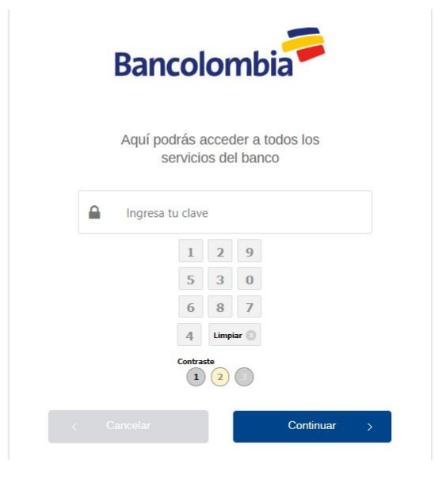 Bancolombia
Aquí podrás acceder a todos los
servicios del banco
Ingresa tu clave
1 2 9
5 3 0
6 8 7
4 Limpiar
Contraste
1 2 3
Cancelar Continuar